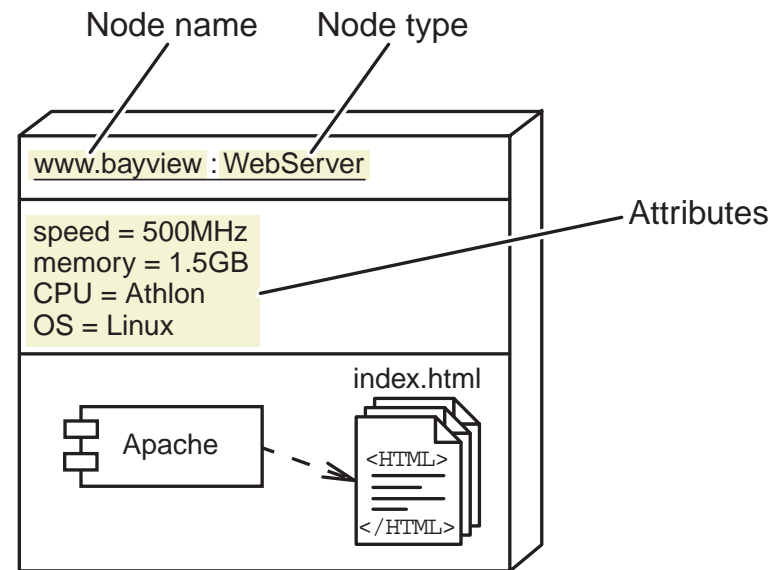 Node name
Node type
www.bayview : WebServer
Attributes
speed = 500MHz
memory = 1.5GB
CPU = Athlon
OS = Linux
index.html
Apache
<HTML>
</HTML>